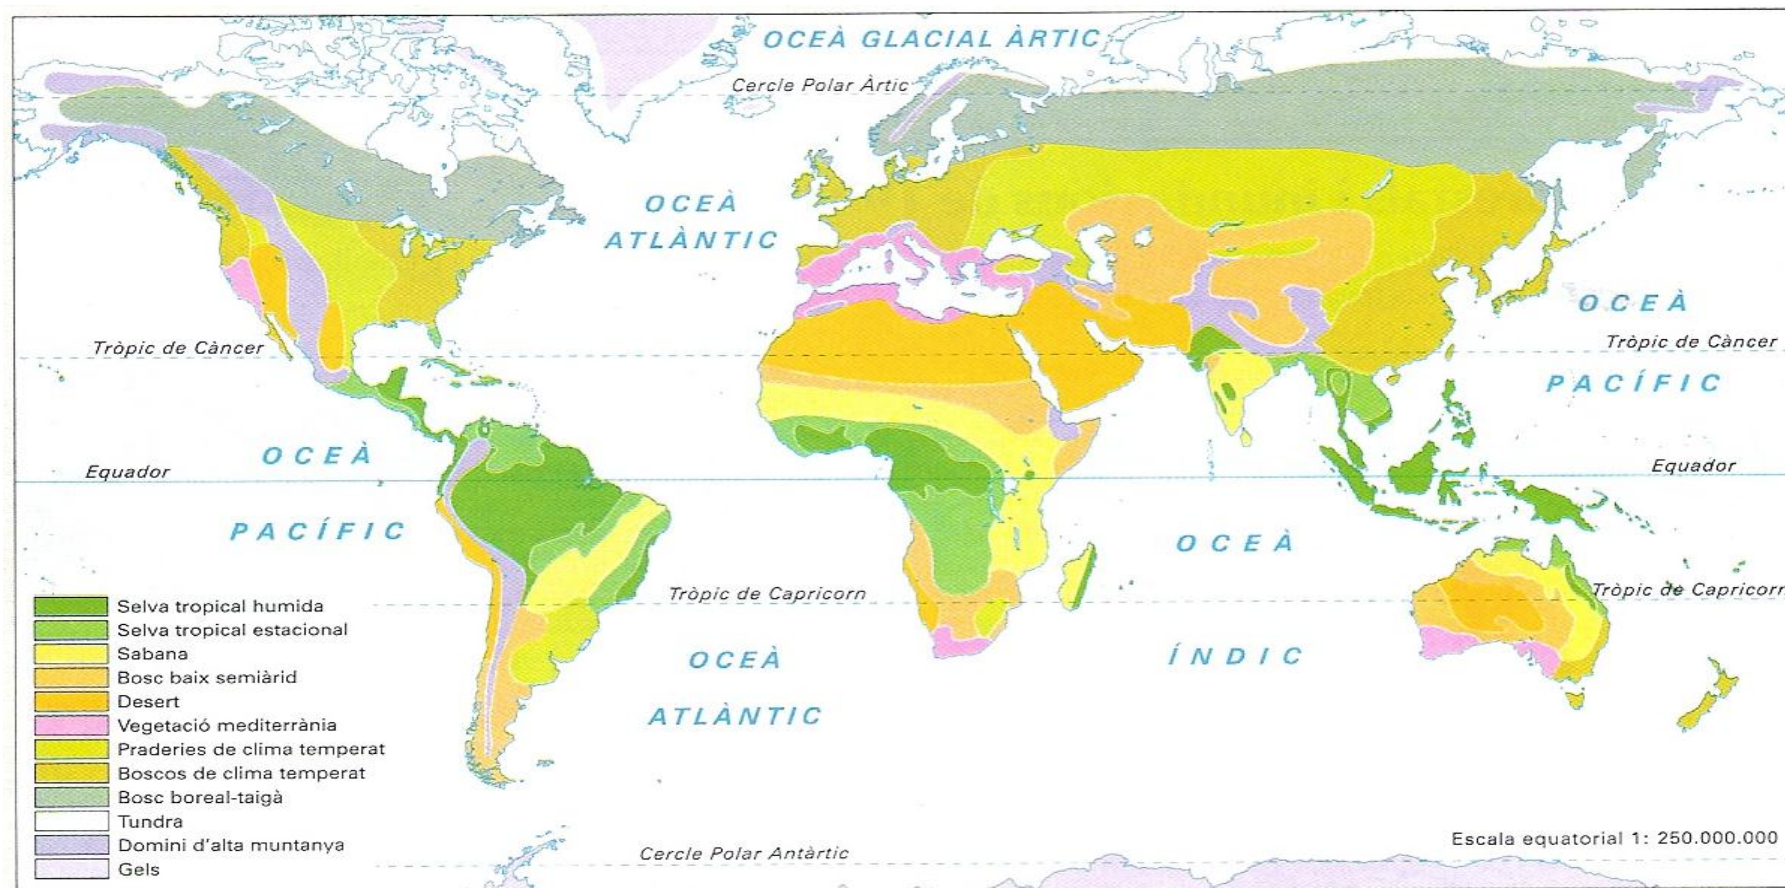 OCEÀ GLACIAL ÀRTIC
Cercle Polar Àrtic
OCEÀ
ATLÀNTIC
OCEÀ
PACÍFIC
Tròpic de Càncer
Tròpic de Càncer
OCEÀ
PACÍFIC
Equador
Equador
OCEÀ
ÍNDIC
Tròpic de Capricorn
Tròpic de Capricorn
OCEÀ
ATLÀNTIC
Selva tropical humida
Selva tropical estacional
Sabana
Bosc baix semiàrid
Desert
Vegetació mediterrània
Praderies de clima temperat
Boscos de clima temperat
Bosc boreal-taigà
Tundra
Domini d'alta muntanya
Gels
Cercle Polar Antàrtic
Escala equatorial 1: 250.000.000